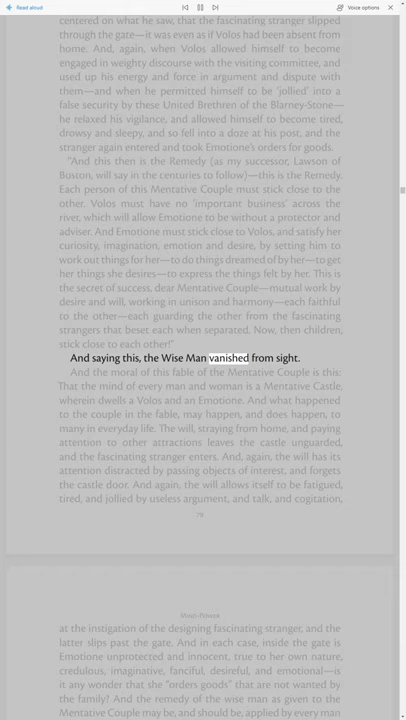 Read aloud
Voice options
centered on what he saw, that the fascinating stranger slipped
through the gate—it was even as if Volos had been absent from
home. And, again, when Volos allowed himself to become
engaged in weighty discourse with the visiting committee, and
used up his energy and force in argument and dispute with
them—and when he permitted himself to be ‘jollied’ into a
false security by these United Brethren of the Blarney-Stone—
he relaxed his vigilance, and allowed himself to become tired,
drowsy and sleepy, and so fell into a doze at his post, and the
stranger again entered and took Emotione’s orders for goods.
“And this then is the Remedy (as my successor, Lawson of
Boston, will say in the centuries to follow)—this is the Remedy.
Each person of this Mentative Couple must stick close to the
other. Volos must have no ‘important business’ across the
river, which will allow Emotione to be without a protector and
adviser. And Emotione must stick close to Volos, and satisfy her
curiosity, imagination, emotion and desire, by setting him to
work out things for her—to do things dreamed of by her—to get
her things she desires—to express the things felt by her. This is
the secret of success, dear Mentative Couple—mutual work by
desire and will, working in unison and harmony—each faithful
to the other—each guarding the other from the fascinating
strangers that beset each when separated. Now, then children,
stick close to each other!”
And saying this, the Wise Man vanished from sight.
And the moral of this fable of the Mentative Couple is this:
That the mind of every man and woman is a Mentative Castle,
wherein dwells a Volos and an Emotione. And what happened
to the couple in the fable, may happen, and does happen, to
many in everyday life. The will, straying from home, and paying
attention to other attractions leaves the castle unguarded,
and the fascinating stranger enters. And, again, the will has its
attention distracted by passing objects of interest, and forgets
the castle door. And again, the will allows itself to be fatigued,
tired, and jollied by useless argument, and talk, and cogitation,
79
Mind-Power
at the instigation of the designing fascinating stranger, and the
latter slips past the gate. And in each case, inside the gate is
Emotione unprotected and innocent, true to her own nature,
credulous, imaginative, fanciful, desireful, and emotional—is
it any wonder that she “orders goods” that are not wanted by
the family? And the remedy of the wise man as given to the
Mentative Couple may be, and should be, applied by every man